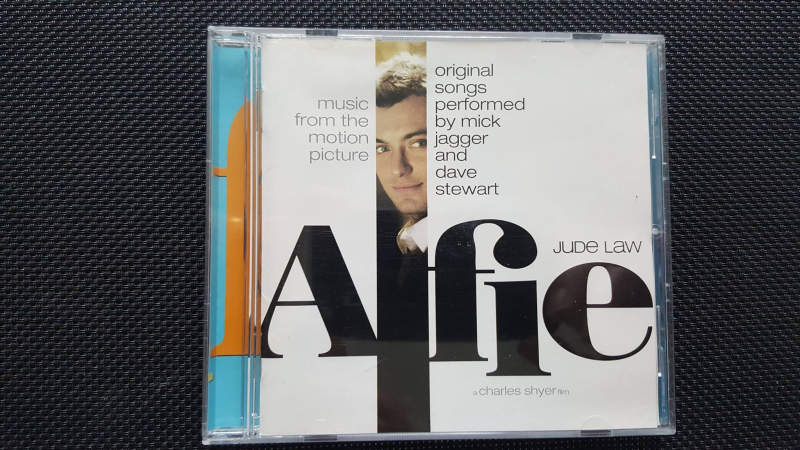 music
from the
motion
picture
original
songs
performed
by mick
jagger
and
dave
stewart
JUDE LAW
Alfie
a charles shyer film